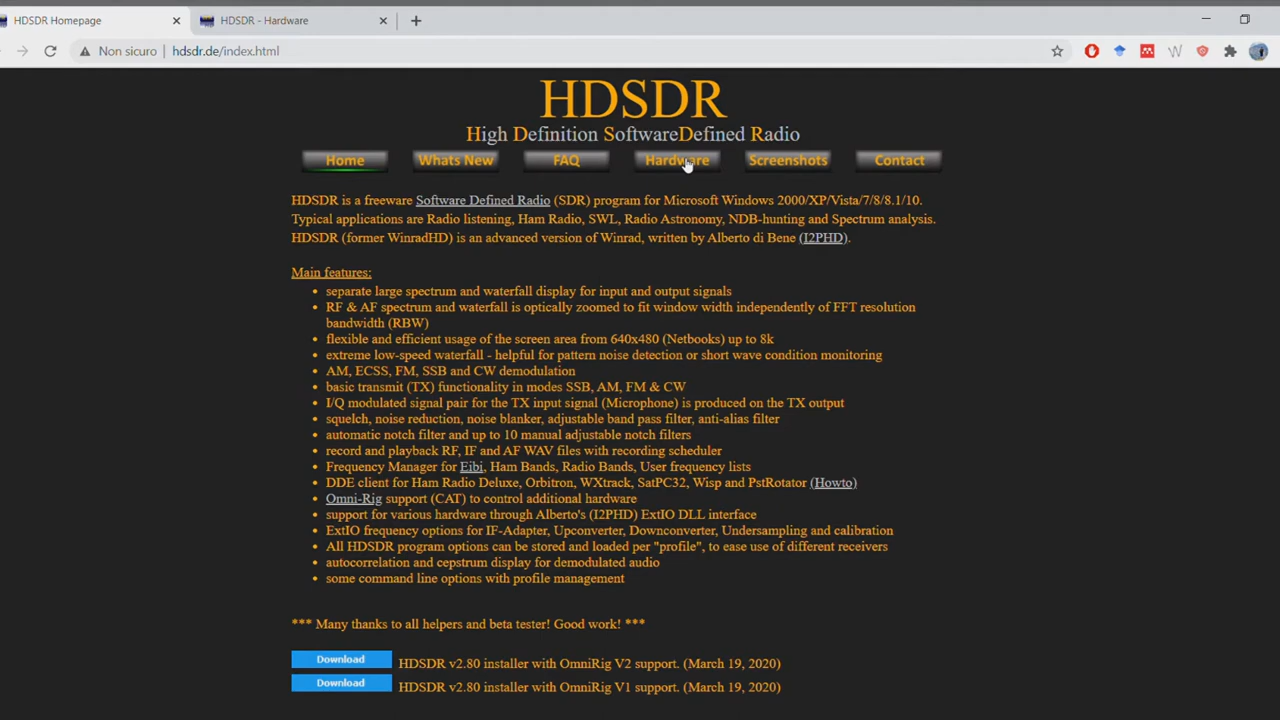 HDSDR Homepage
HDSDR - Hardware
Non sicuro
hdsdr.de/index.html
HDSDR
High Definition SoftwareDefined Radio
Home
Whats New
FAQ
Hardware
Screenshots
Contact
HDSDR is a freeware Software Defined Radio (SDR) program for Microsoft Windows 2000/XP/Vista/7/8/8.1/10.
Typical applications are Radio listening, Ham Radio, SWL, Radio Astronomy, NDB-hunting and Spectrum analysis.
HDSDR (former WinradHD) is an advanced version of Winrad, written by Alberto di Bene (I2PHD).
Main features:
• separate large spectrum and waterfall display for input and output signals
• RF & AF spectrum and waterfall is optically zoomed to fit window width independently of FFT resolution
bandwidth (RBW)
• flexible and efficient usage of the screen area from 640x480 (Netbooks) up to 8k
• extreme low-speed waterfall - helpful for pattern noise detection or short wave condition monitoring
• AM, ECSS, FM, SSB and CW demodulation
• basic transmit (TX) functionality in modes SSB, AM, FM & CW
• I/Q modulated signal pair for the TX input signal (Microphone) is produced on the TX output
• squelch, noise reduction, noise blanker, adjustable band pass filter, anti-alias filter
• automatic notch filter and up to 10 manual adjustable notch filters
• record and playback RF, IF and AF WAV files with recording scheduler
• Frequency Manager for Eibi, Ham Bands, Radio Bands, User frequency lists
• DDE client for Ham Radio Deluxe, Orbitron, WXtrack, SatPC32, Wisp and PstRotator (Howto)
• Omni-Rig support (CAT) to control additional hardware
• support for various hardware through Alberto's (I2PHD) ExtIO DLL interface
• ExtIO frequency options for IF-Adapter, Upconverter, Downconverter, Undersampling and calibration
• All HDSDR program options can be stored and loaded per "profile", to ease use of different receivers
• autocorrelation and cepstrum display for demodulated audio
• some command line options with profile management
*** Many thanks to all helpers and beta tester! Good work! ***
Download
HDSDR v2.80 installer with OmniRig V2 support. (March 19, 2020)
Download
HDSDR v2.80 installer with OmniRig V1 support. (March 19, 2020)